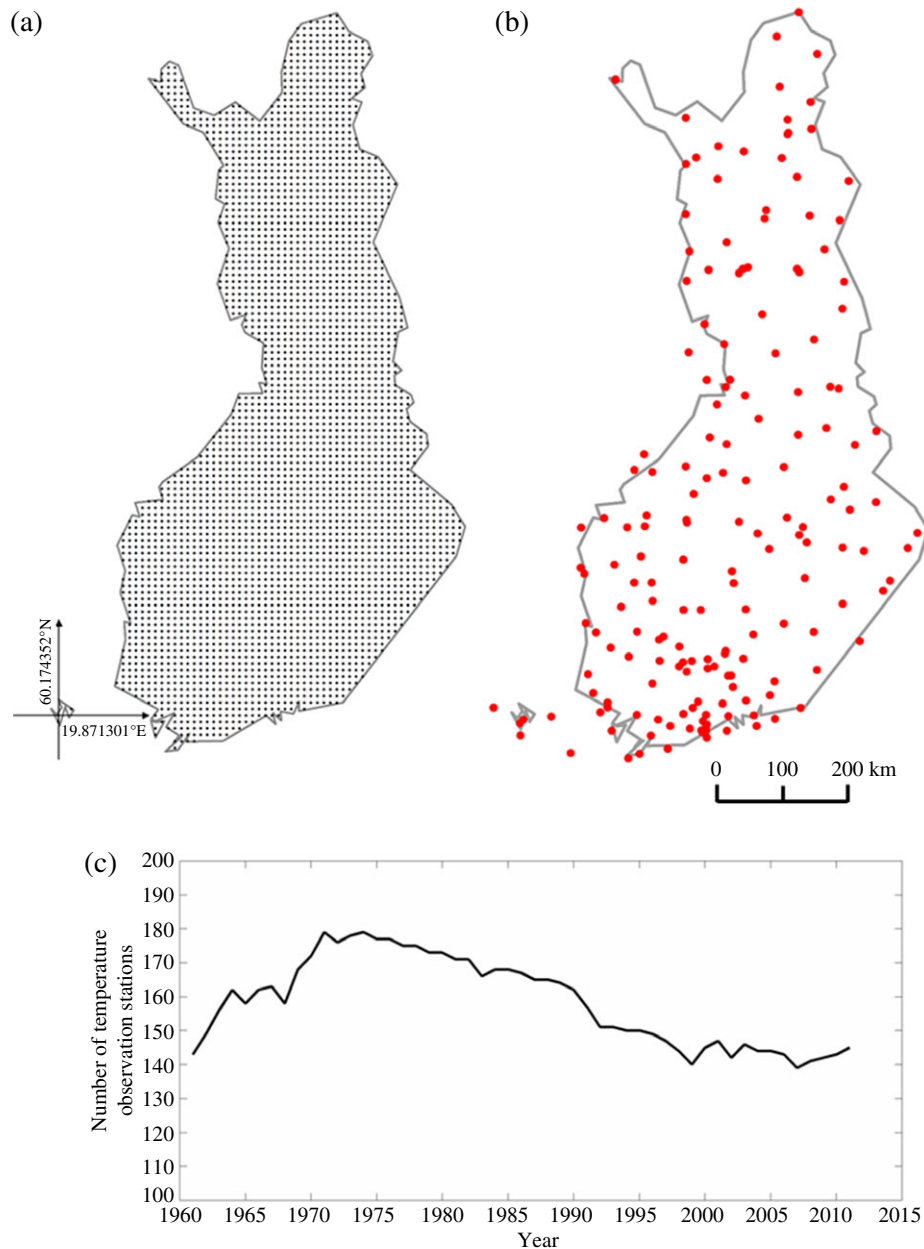 (a)
(b)
60.174352°N
19.871301°E
0 100 200 km
(c)
200
190
180
170
160
150
140
130
120
110
100
Number of temperature
observation stations
1960 1965 1970 1975 1980 1985 1990 1995 2000 2005 2010 2015
Year